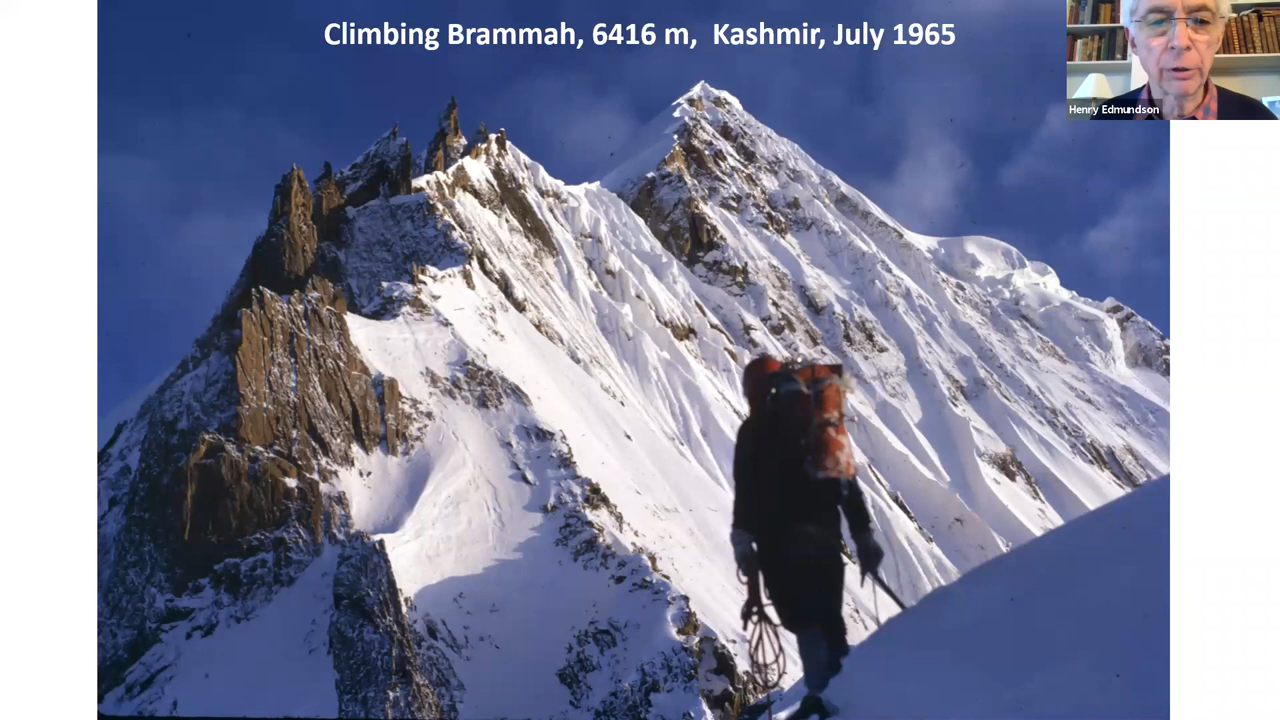 Climbing Brammah, 6416 m,  Kashmir, July 1965
Henry Edmundson